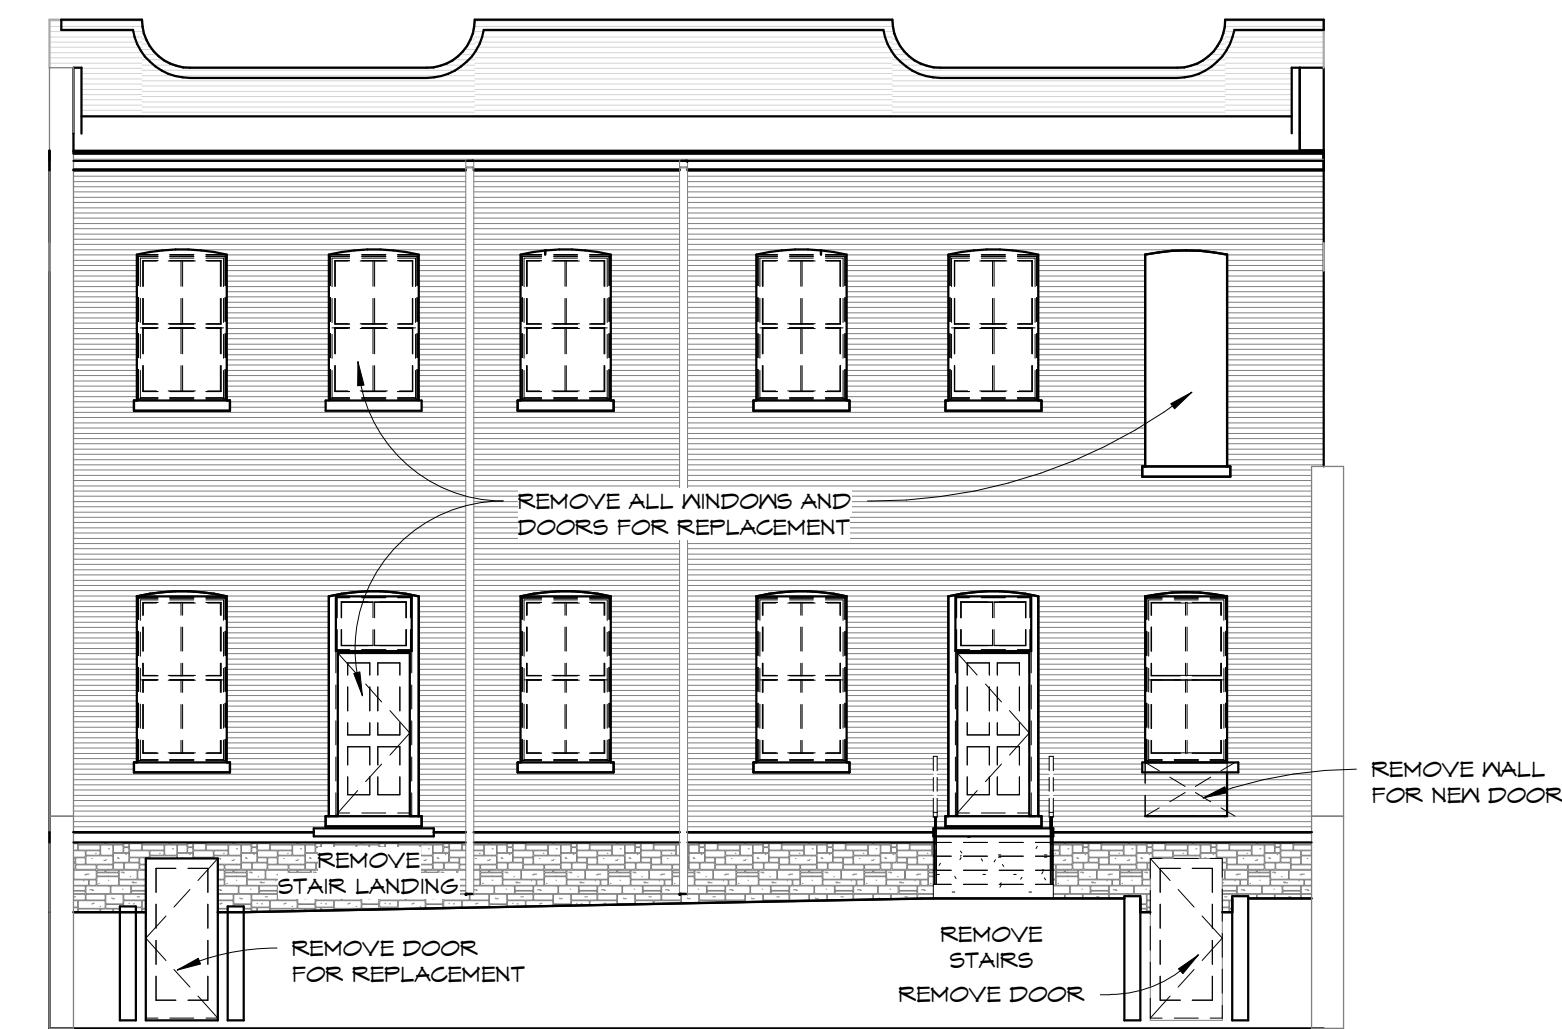 REMOVE ALL WINDOWS AND
DOORS FOR REPLACEMENT
REMOVE WALL
FOR NEW DOOR
REMOVE
STAIR LANDING
REMOVE DOOR
FOR REPLACEMENT
REMOVE
STAIRS
REMOVE DOOR